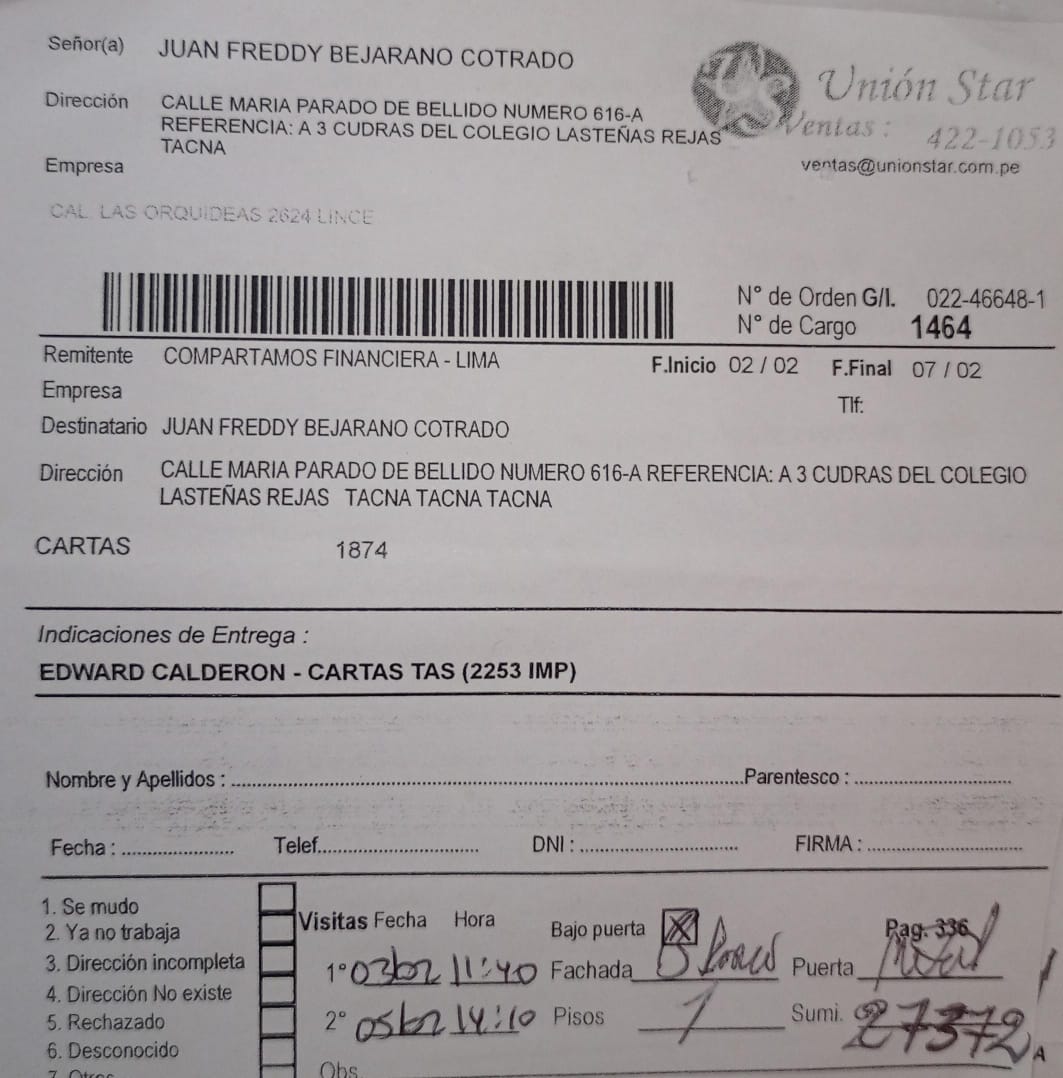 Señor(a) JUAN FREDDY BEJARANO COTRADO
Unión Star
Dirección CALLE MARIA PARADO DE BELLIDO NUMERO 616-A
REFERENCIA: A 3 CUDRAS DEL COLEGIO LASTEÑAS REJAS
TACNA
Ventas : 422-1053
Empresa
ventas@unionstar.com.pe
CAL. LAS ORQUIDEAS 2624 LINCE
N° de Orden G/I. 022-46648-1
N° de Cargo 1464
Remitente COMPARTAMOS FINANCIERA - LIMA
F.Inicio 02 / 02 F.Final 07 / 02
Empresa
Tlf:
Destinatario JUAN FREDDY BEJARANO COTRADO
Dirección CALLE MARIA PARADO DE BELLIDO NUMERO 616-A REFERENCIA: A 3 CUDRAS DEL COLEGIO
LASTEÑAS REJAS TACNA TACNA TACNA
CARTAS 1874
Indicaciones de Entrega :
EDWARD CALDERON - CARTAS TAS (2253 IMP)
Nombre y Apellidos : Parentesco :
Fecha : Telef. DNI : FIRMA :
1. Se mudo
2. Ya no trabaja
3. Dirección incompleta
4. Dirección No existe
5. Rechazado
6. Desconocido
7. Otros
Visitas Fecha Hora Bajo puerta Pag. 336
1° 03/02 11:40 Fachada Puerta
2° 05/02 14:10 Pisos 1 Sumi. 27372
A
Obs